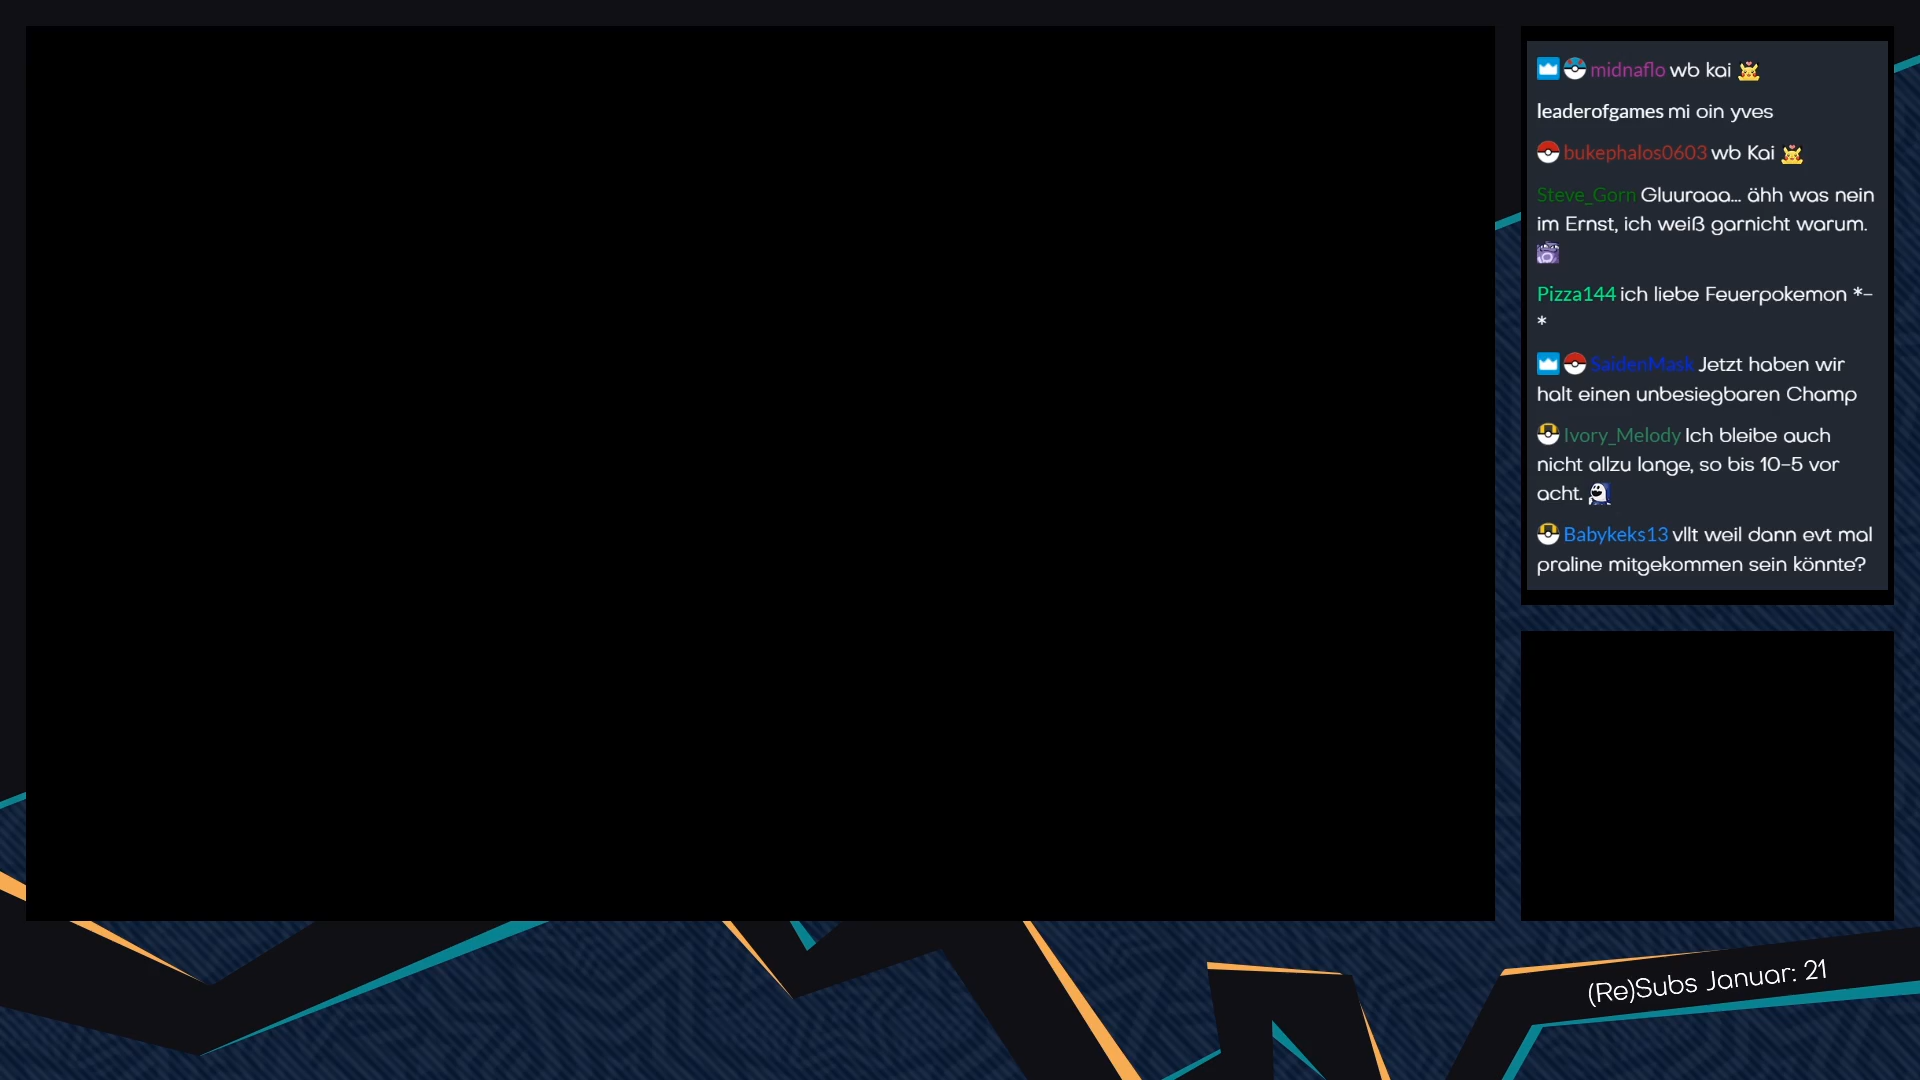 midnaflo wb kai
leaderofgames mi oin yves
bukephalos0603 wb Kai
Steve_Gorn Gluuraaa... ähh was nein
im Ernst, ich weiß garnicht warum.
Pizza144 ich liebe Feuerpokemon *-
*
SaidenMask Jetzt haben wir
halt einen unbesiegbaren Champ
Ivory_Melody Ich bleibe auch
nicht allzu lange, so bis 10-5 vor
acht.
Babykeks13 vllt weil dann evt mal
praline mitgekommen sein könnte?
(Re)Subs Januar: 21